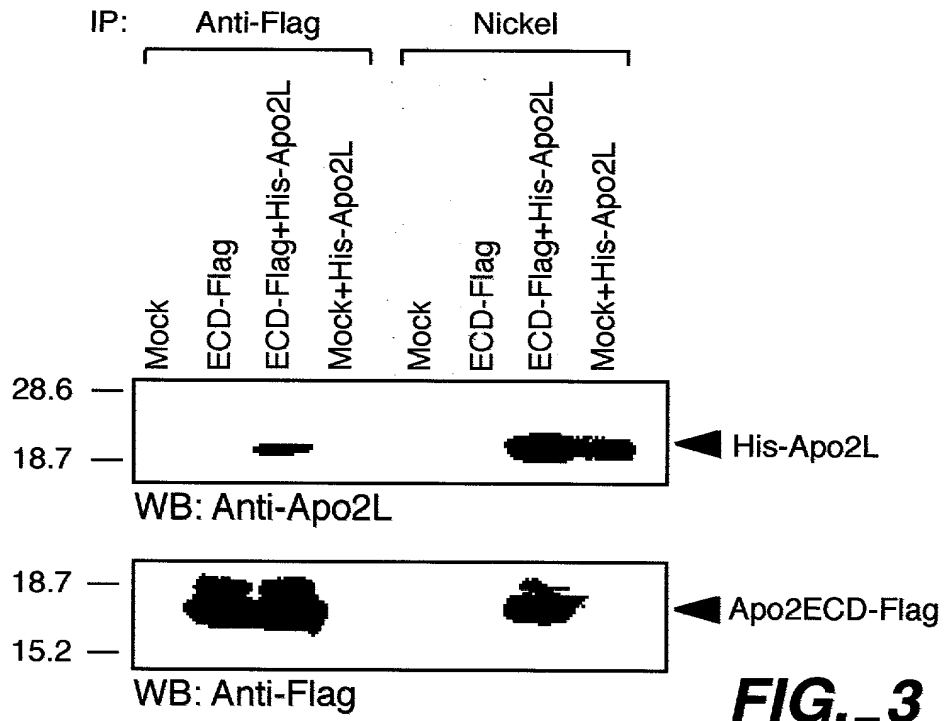 IP: Anti-Flag Nickel
Mock
ECD-Flag
ECD-Flag+His-Apo2L
Mock+His-Apo2L
Mock
ECD-Flag
ECD-Flag+His-Apo2L
Mock+His-Apo2L
28.6 —
18.7 — His-Apo2L
WB: Anti-Apo2L
18.7 —
Apo2ECD-Flag
15.2 —
WB: Anti-Flag
FIG._3